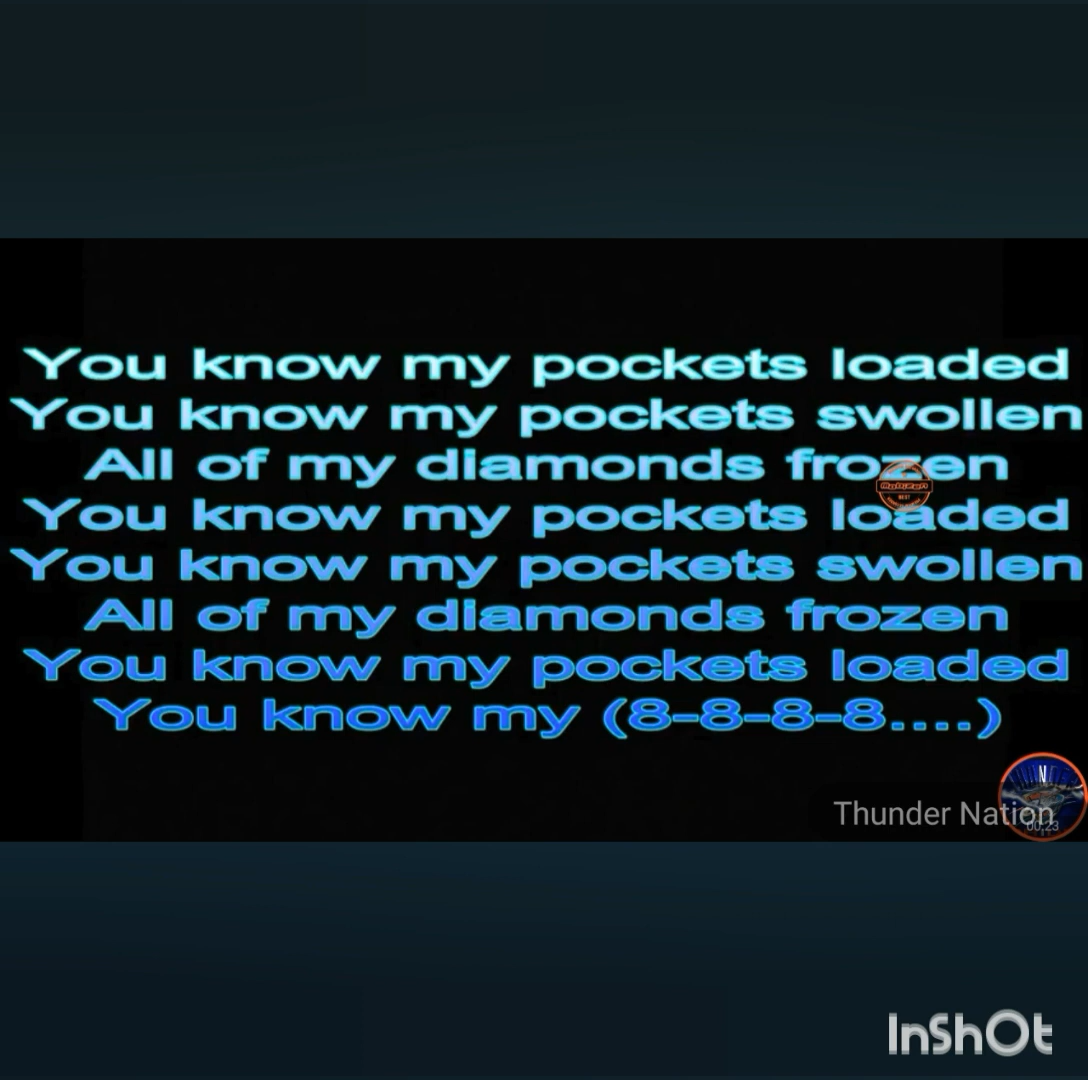 You know my pockets loaded
You know my pockets swollen
All of my diamonds frozen
You know my pockets loaded
You know my pockets swollen
All of my diamonds frozen
You know my pockets loaded
You know my (8-8-8-8....)
Thunder Nation
00:23
InShOt